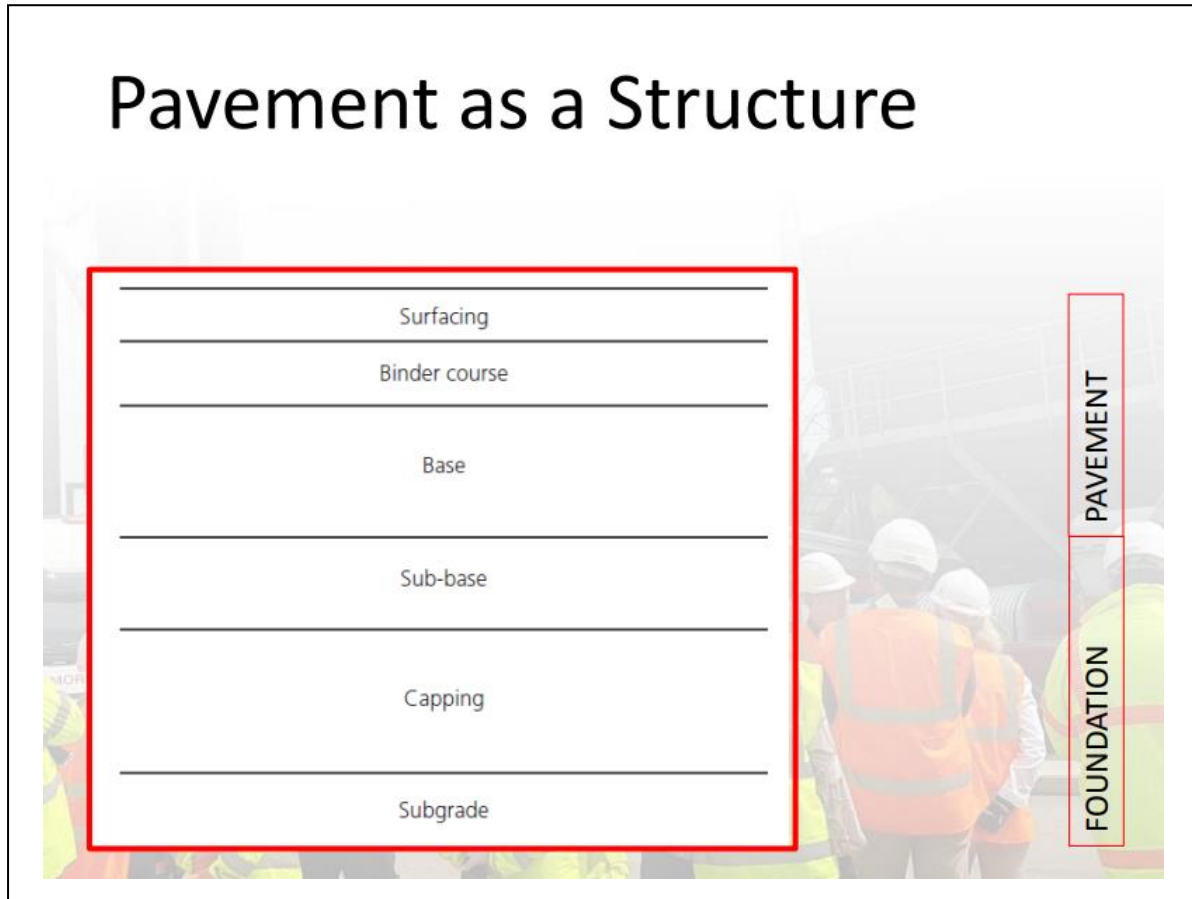 Pavement as a Structure
Surfacing
Binder course
Base
Sub-base
Capping
Subgrade
PAVEMENT
FOUNDATION